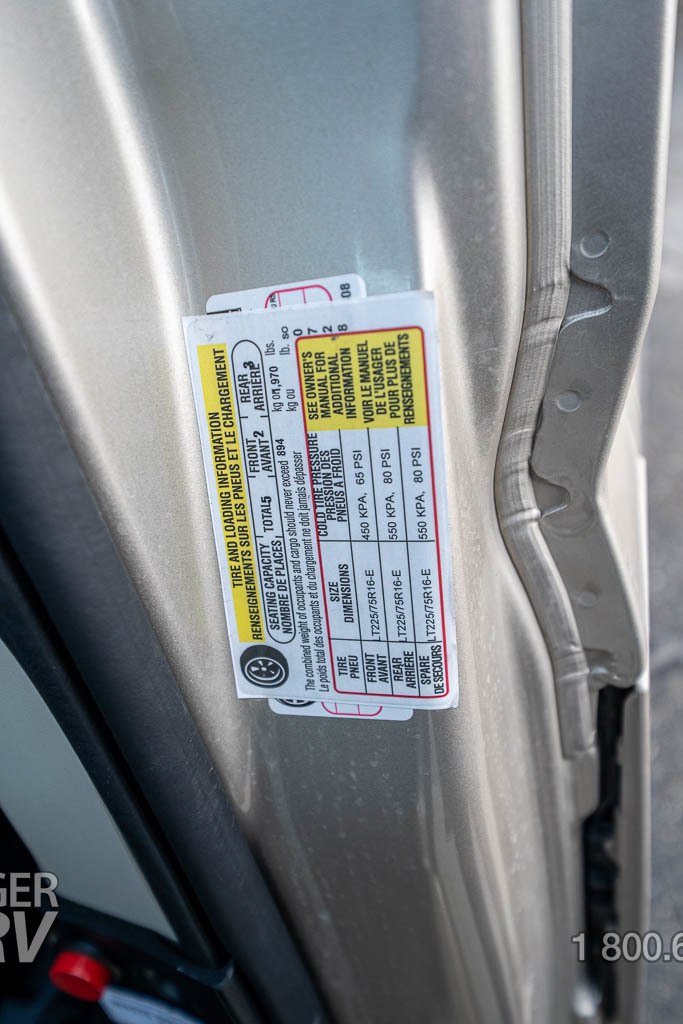 TIRE AND LOADING INFORMATION
RENSEIGNEMENTS SUR LES PNEUS ET LE CHARGEMENT
SEATING CAPACITY TOTAL 5 FRONT 2 REAR 3
NOMBRE DE PLACES AVANT ARRIÈRE
The combined weight of occupants and cargo should never exceed 894 kg or 1,970 lbs.
Le poids total des occupants et du chargement ne doit jamais dépasser kg ou lb.
TIRE SIZE COLD TIRE PRESSURE
PNEU DIMENSIONS PRESSION DES PNEUS A FROID
FRONT AVANT LT225/75R16-E 450 KPA, 65 PSI
REAR ARRIERE LT225/75R16-E 550 KPA, 80 PSI
SPARE DE SECOURS LT225/75R16-E 550 KPA, 80 PSI
SEE OWNER'S
MANUAL FOR
ADDITIONAL
INFORMATION
VOIR LE MANUEL
DE L'USAGER
POUR PLUS DE
RENSEIGNEMENTS
08
GER
RV
1 800.6